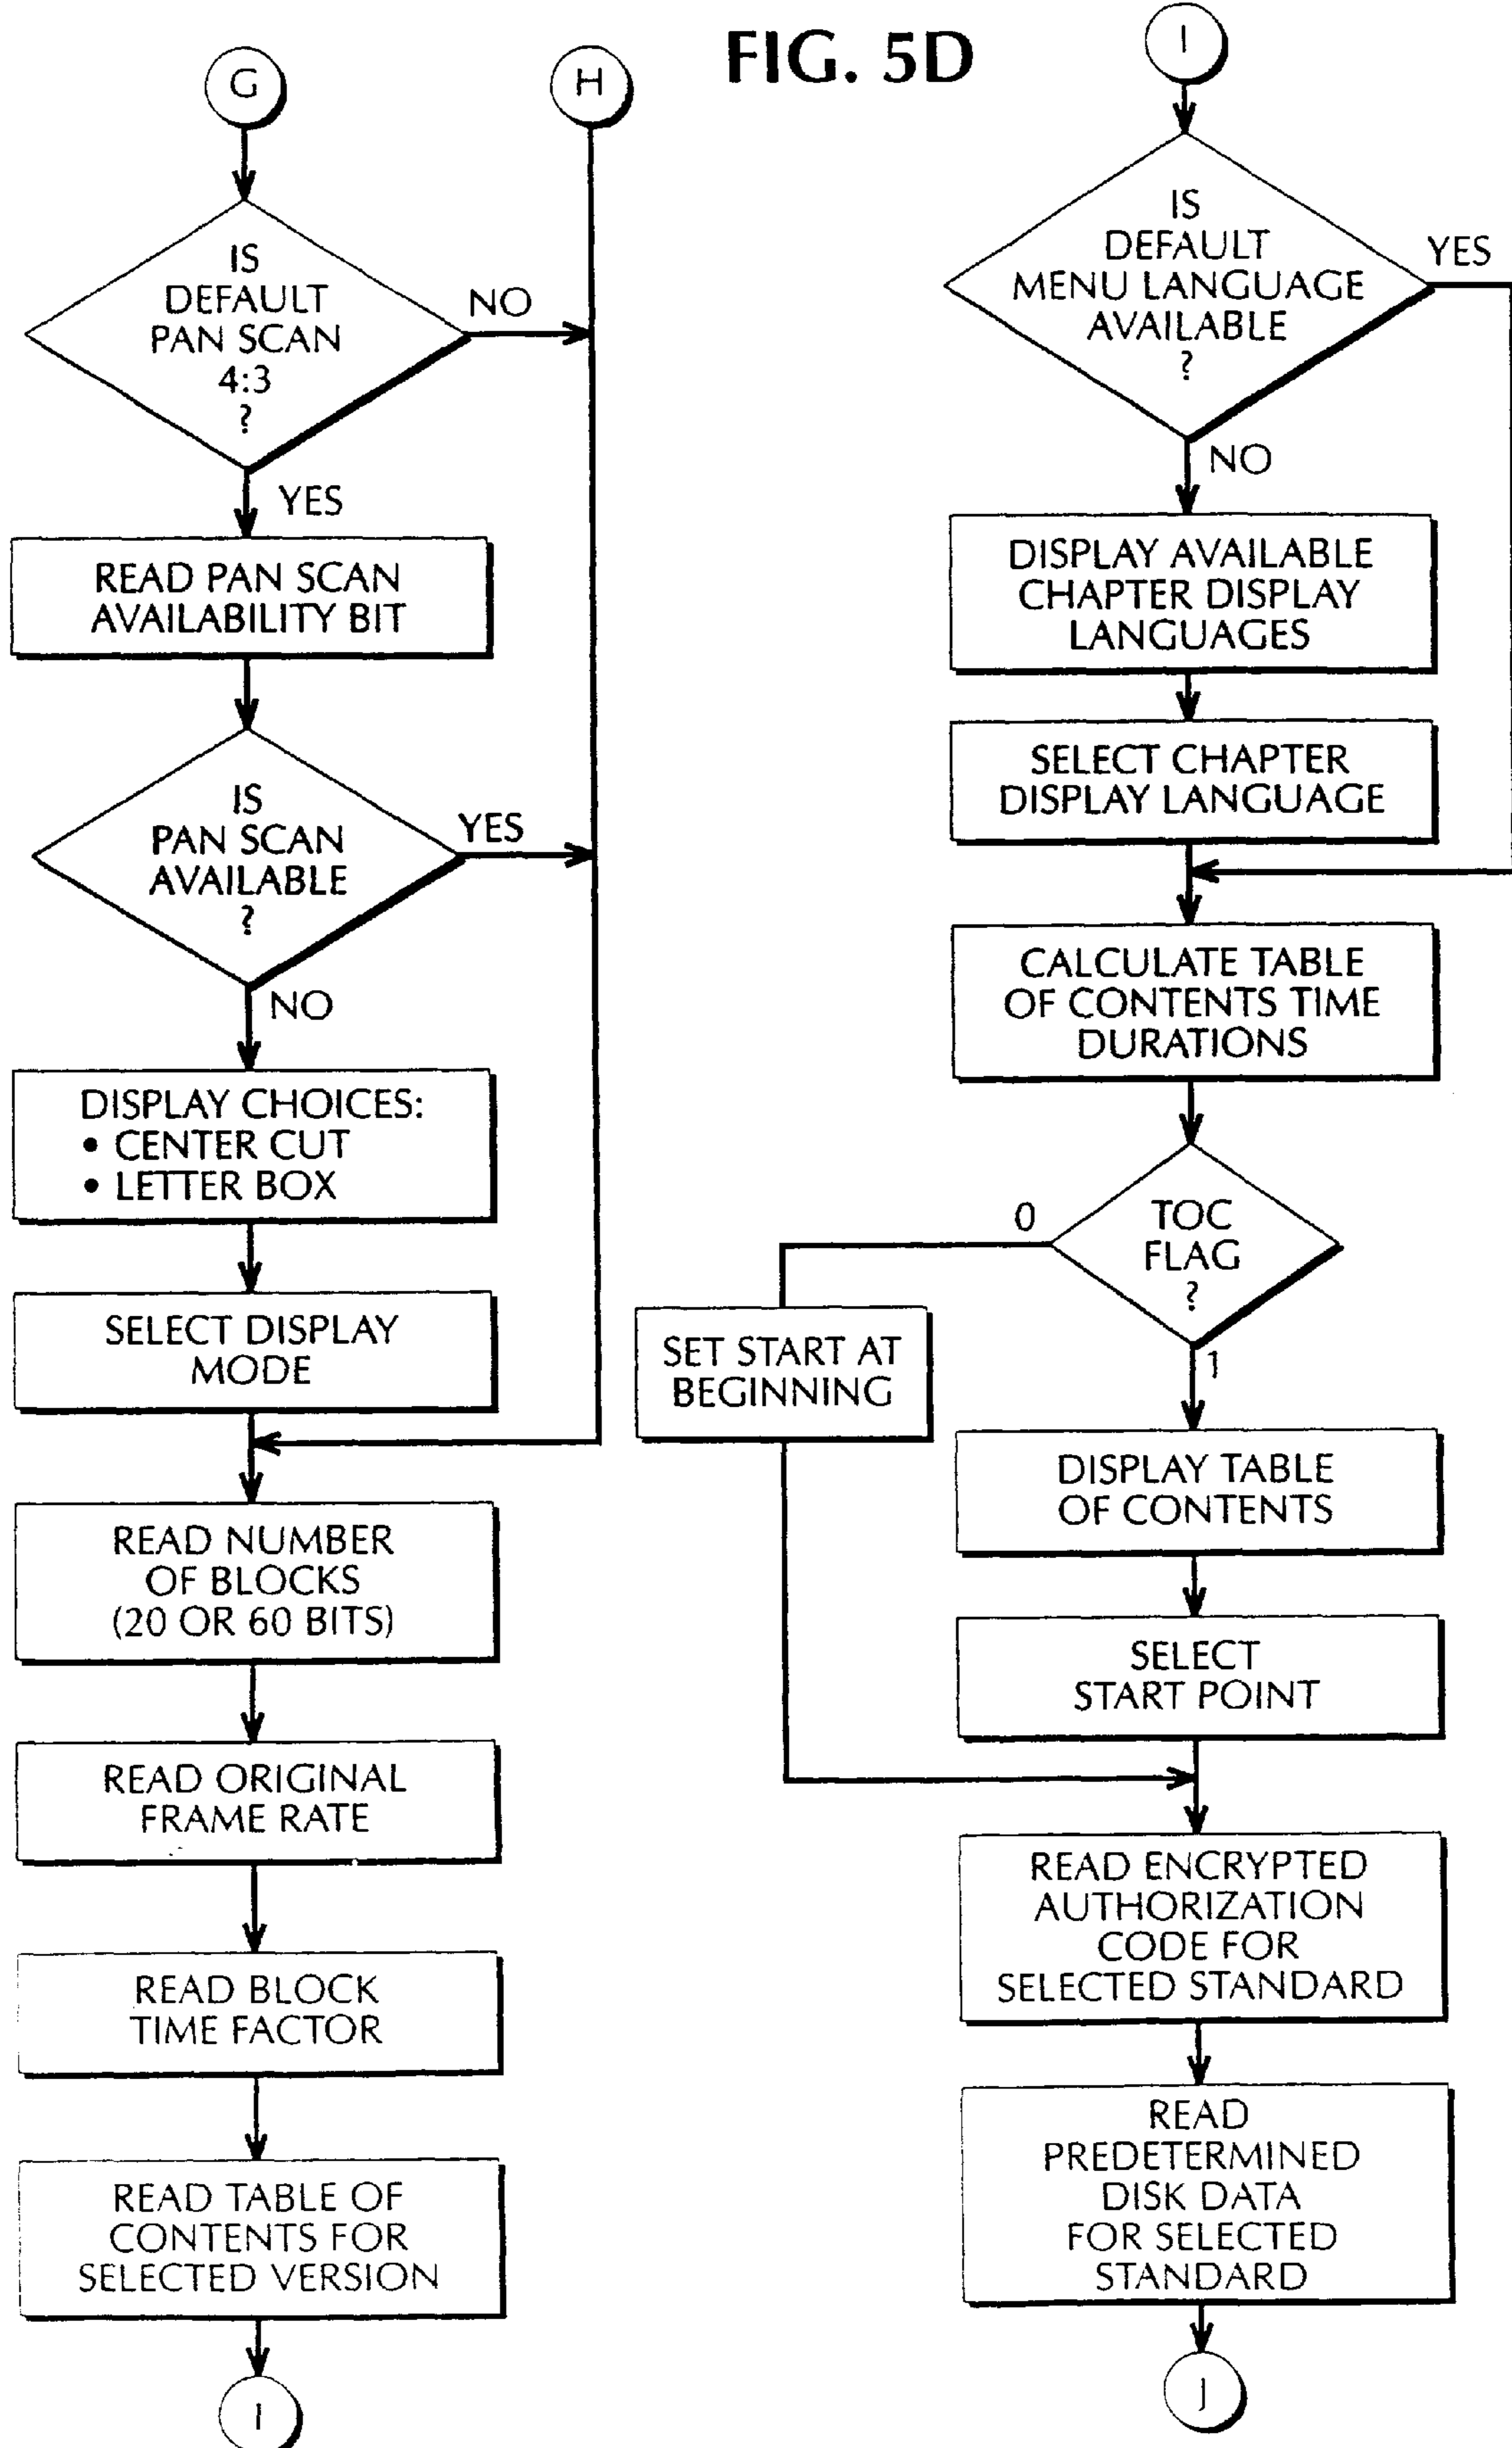 FIG. 5D
G
H
IS
DEFAULT
PAN SCAN
4:3
?
NO
YES
READ PAN SCAN
AVAILABILITY BIT
IS
PAN SCAN
AVAILABLE
?
YES
NO
DISPLAY CHOICES:
• CENTER CUT
• LETTER BOX
SELECT DISPLAY
MODE
READ NUMBER
OF BLOCKS
(20 OR 60 BITS)
READ ORIGINAL
FRAME RATE
READ BLOCK
TIME FACTOR
READ TABLE OF
CONTENTS FOR
SELECTED VERSION
I
I
IS
DEFAULT
MENU LANGUAGE
AVAILABLE
?
YES
NO
DISPLAY AVAILABLE
CHAPTER DISPLAY
LANGUAGES
SELECT CHAPTER
DISPLAY LANGUAGE
CALCULATE TABLE
OF CONTENTS TIME
DURATIONS
TOC
FLAG
?
0
1
SET START AT
BEGINNING
DISPLAY TABLE
OF CONTENTS
SELECT
START POINT
READ ENCRYPTED
AUTHORIZATION
CODE FOR
SELECTED STANDARD
READ
PREDETERMINED
DISK DATA
FOR SELECTED
STANDARD
J